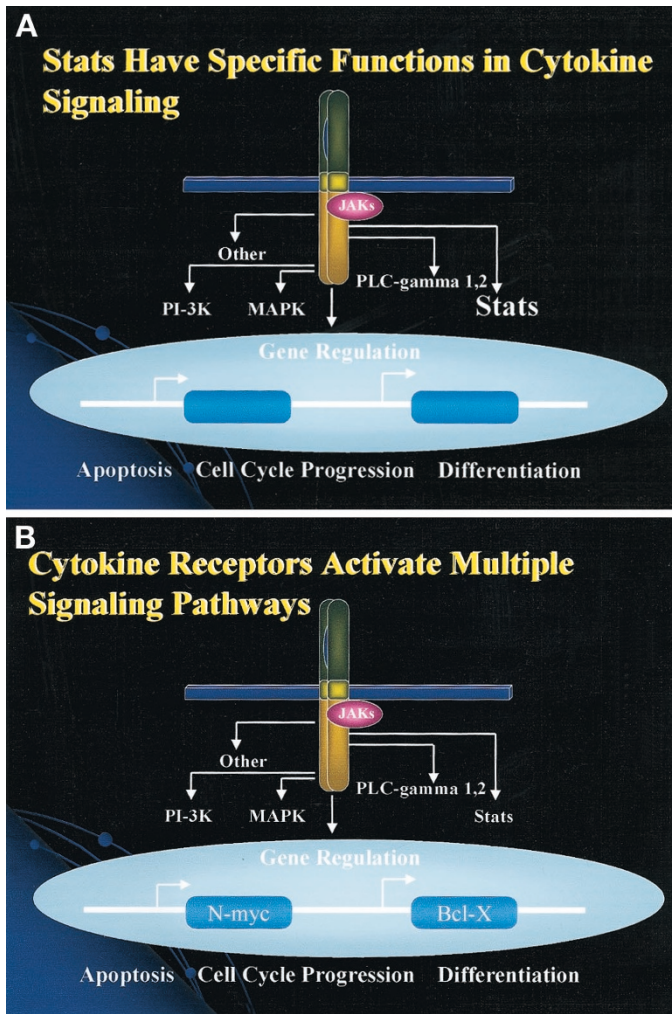 A
Stats Have Specific Functions in Cytokine
Signaling
JAKs
Other
PLC-gamma 1,2
PI-3K
MAPK
Stats
Gene Regulation
Apoptosis Cell Cycle Progression Differentiation
B
Cytokine Receptors Activate Multiple
Signaling Pathways
JAKs
Other
PLC-gamma 1,2
PI-3K
MAPK
Stats
Gene Regulation
N-myc
Bcl-X
Apoptosis Cell Cycle Progression Differentiation